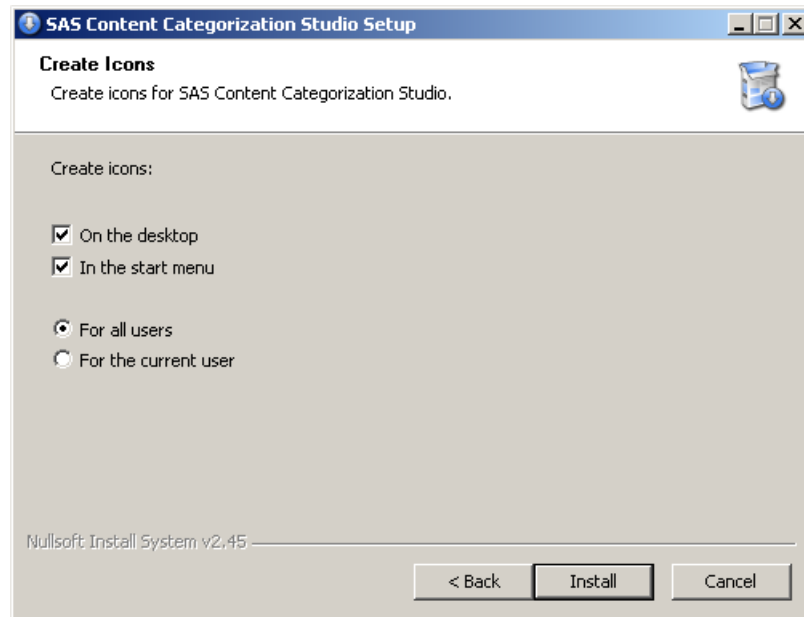 SAS Content Categorization Studio Setup
Create Icons
Create icons for SAS Content Categorization Studio.
Create icons:
On the desktop
In the start menu
For all users
For the current user
Nullsoft Install System v2.45
< Back Install Cancel